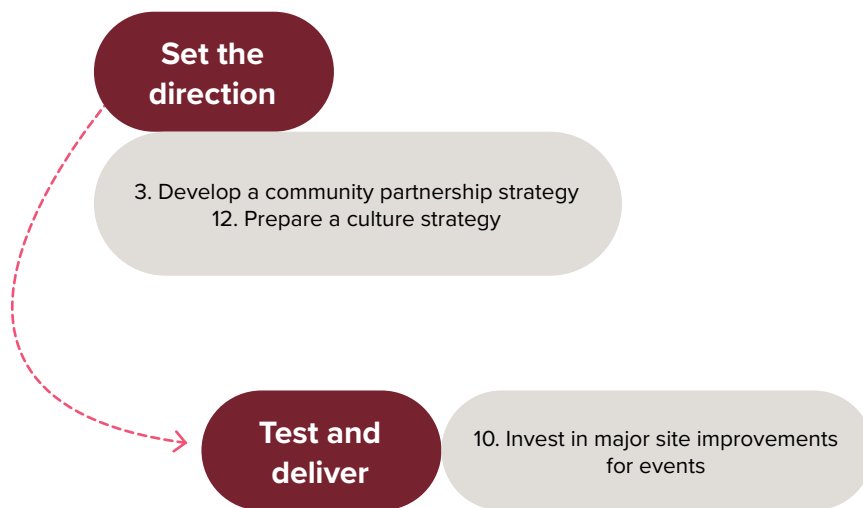 Set the
direction
3. Develop a community partnership strategy
12. Prepare a culture strategy
Test and
deliver
10. Invest in major site improvements
for events